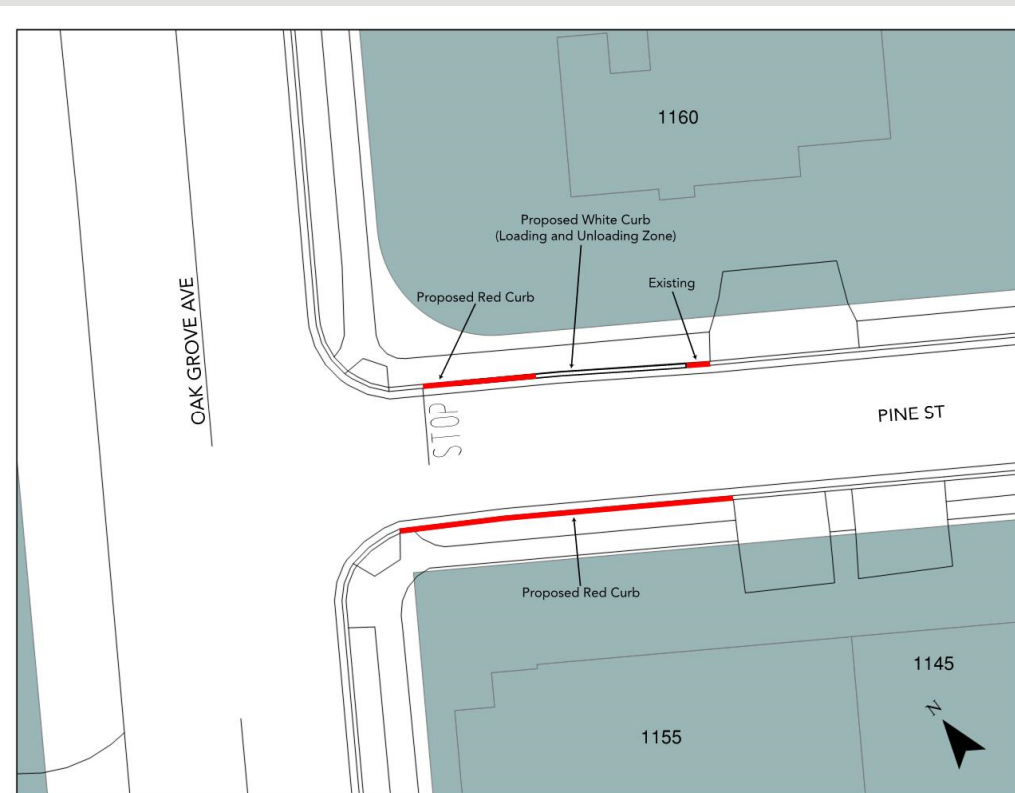 1160
Proposed White Curb
(Loading and Unloading Zone)
Existing
Proposed Red Curb
OAK GROVE AVE
STOP
PINE ST
Proposed Red Curb
1145
N
1155